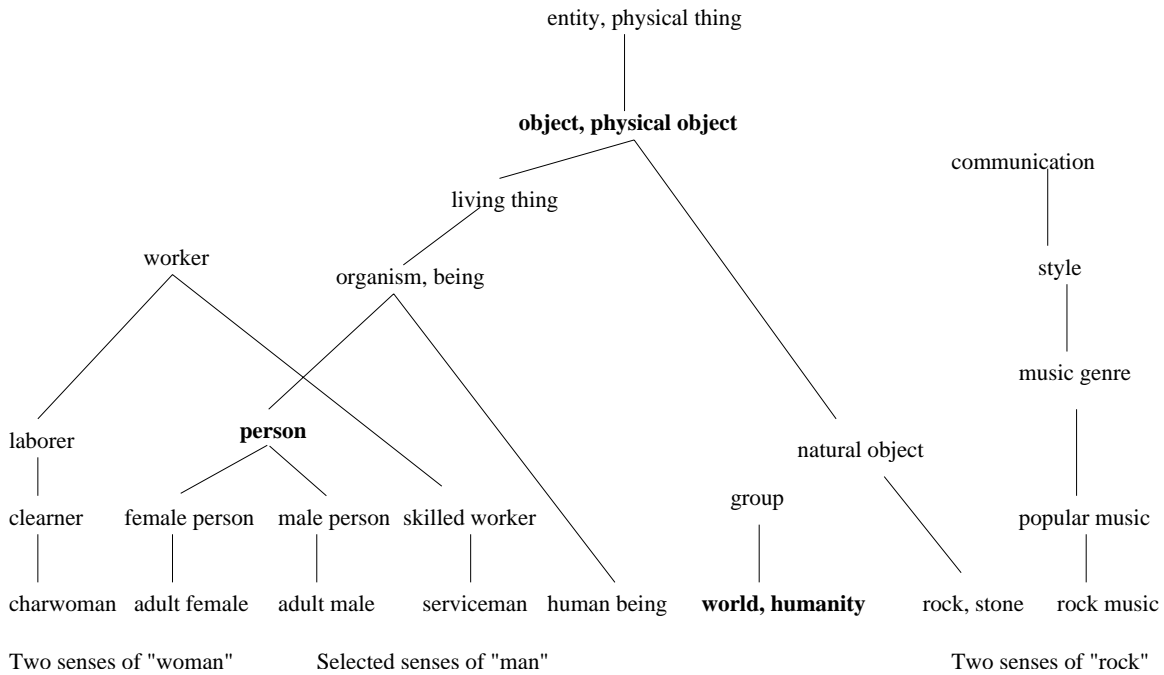 entity, physical thing
object, physical object
communication
living thing
worker
organism, being
style
music genre
laborer
person
natural object
group
clearner
female person
male person
skilled worker
popular music
charwoman
adult female
adult male
serviceman
human being
world, humanity
rock, stone
rock music
Two senses of "woman"
Selected senses of "man"
Two senses of "rock"